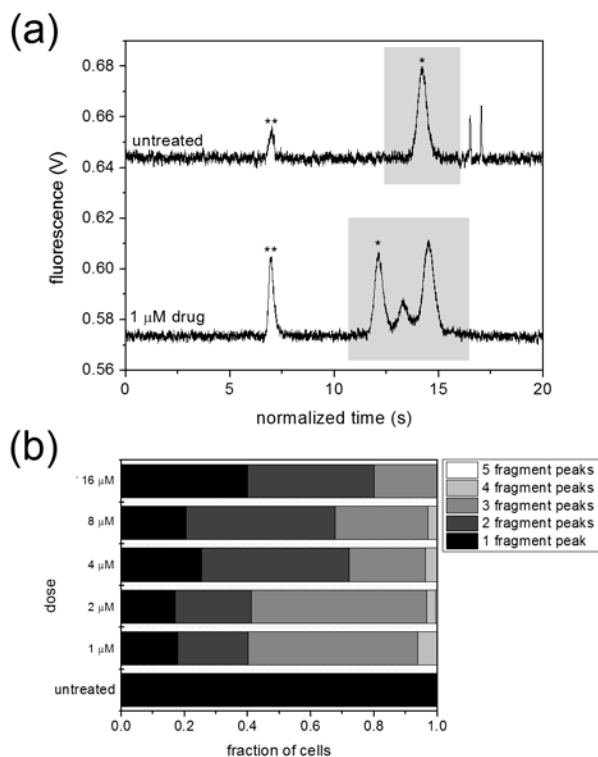 (a)
0.68
0.66
0.64
0.62
0.60
0.58
0.56
fluorescence (V)
untreated
**
*
1 μM drug
**
*
0 5 10 15 20
normalized time (s)
(b)
16 μM
8 μM
4 μM
2 μM
1 μM
untreated
dose
0.0 0.2 0.4 0.6 0.8 1.0
fraction of cells
5 fragment peaks
4 fragment peaks
3 fragment peaks
2 fragment peaks
1 fragment peak